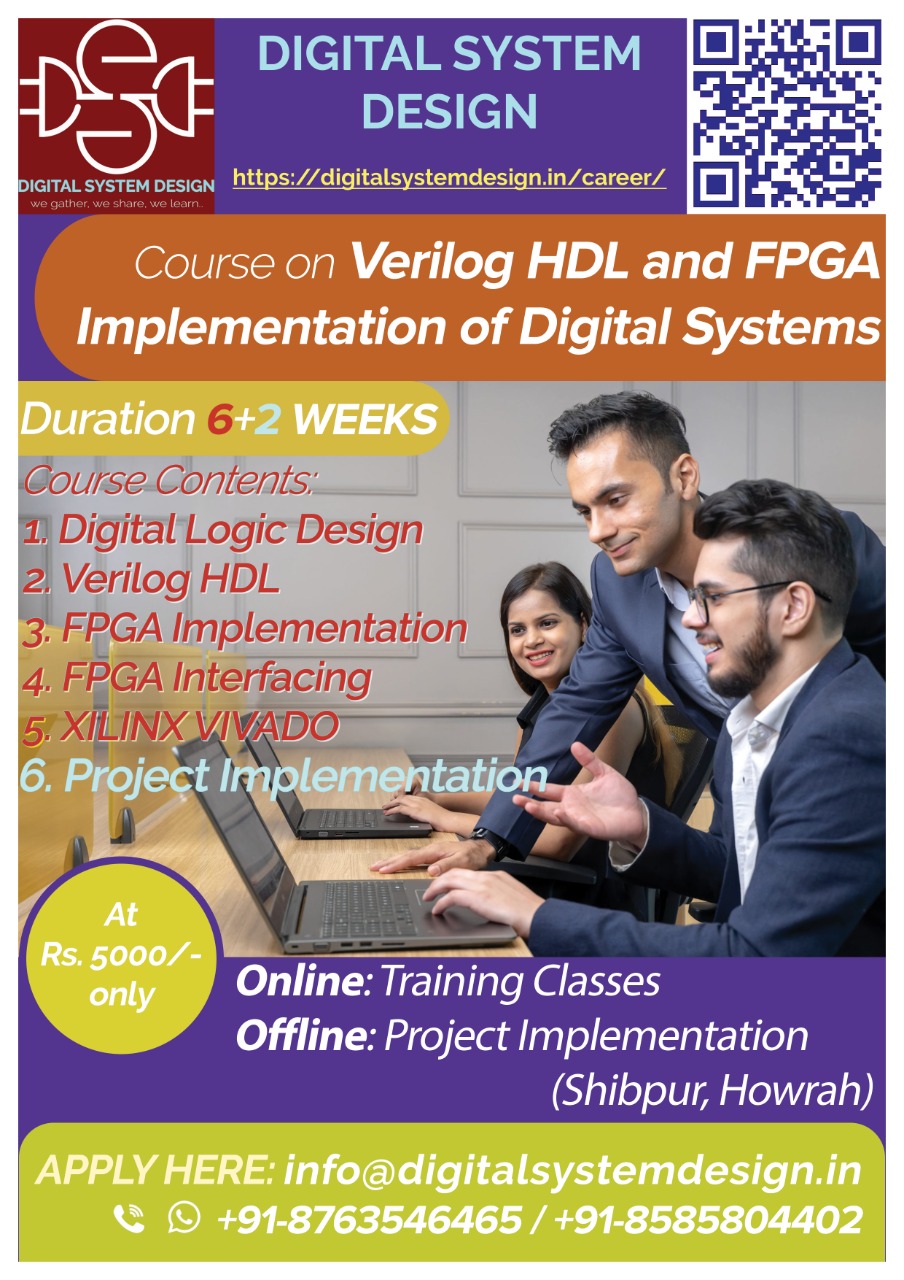 DIGITAL SYSTEM DESIGN
we gather, we share, we learn..
DIGITAL SYSTEM
DESIGN
https://digitalsystemdesign.in/career/
Course on Verilog HDL and FPGA
Implementation of Digital Systems
Duration 6+2 WEEKS
Course Contents:
1. Digital Logic Design
2. Verilog HDL
3. FPGA Implementation
4. FPGA Interfacing
5. XILINX VIVADO
6. Project Implementation
At
Rs. 5000/-
only
Online: Training Classes
Offline: Project Implementation
(Shibpur, Howrah)
APPLY HERE: info@digitalsystemdesign.in
+91-8763546465 / +91-8585804402